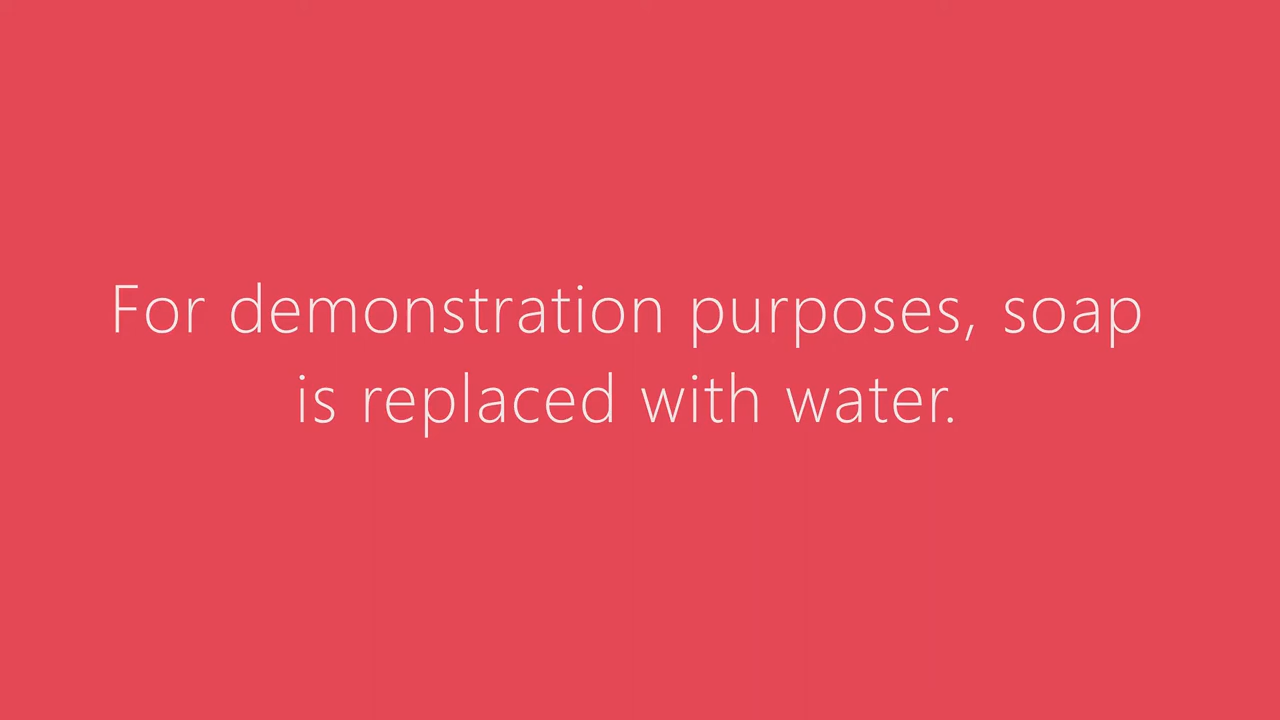 For demonstration purposes, soap
is replaced with water.